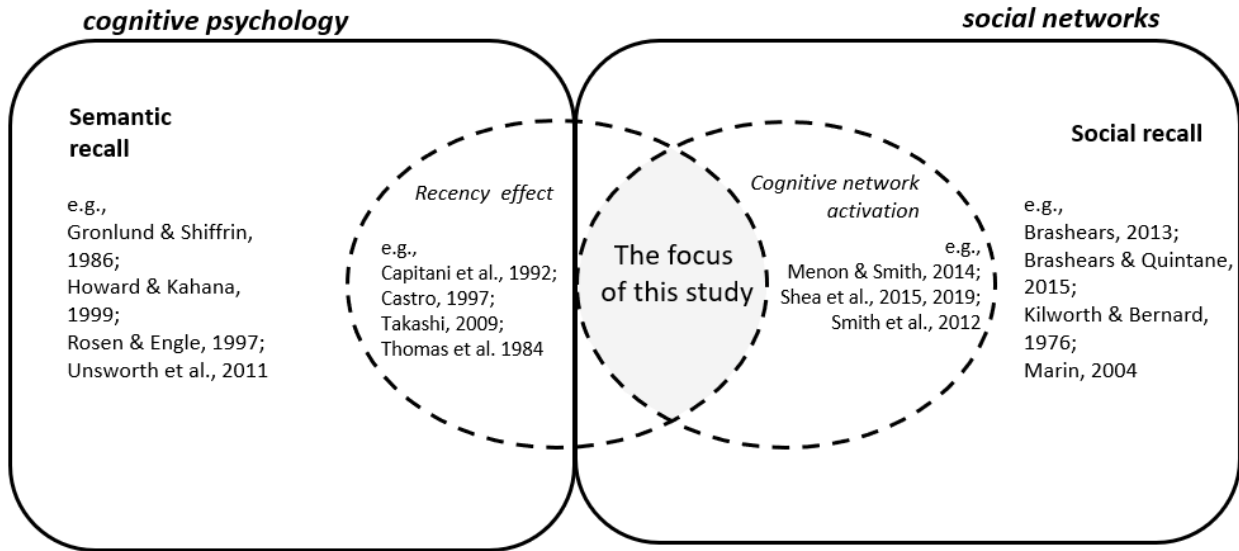 cognitive psychology
social networks
Semantic
recall
e.g.,
Gronlund & Shiffrin,
1986;
Howard & Kahana,
1999;
Rosen & Engle, 1997;
Unsworth et al., 2011
Recency effect
e.g.,
Capitani et al., 1992;
Castro, 1997;
Takashi, 2009;
Thomas et al. 1984
The focus
of this study
Cognitive network
activation
e.g.,
Menon & Smith, 2014;
Shea et al., 2015, 2019;
Smith et al., 2012
Social recall
e.g.,
Brashears, 2013;
Brashears & Quintane,
2015;
Kilworth & Bernard,
1976;
Marin, 2004